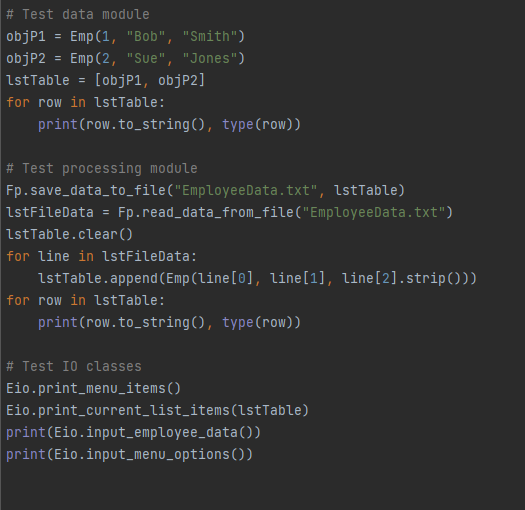 # Test data module
objP1 = Emp(1, "Bob", "Smith")
objP2 = Emp(2, "Sue", "Jones")
lstTable = [objP1, objP2]
for row in lstTable:
    print(row.to_string(), type(row))

# Test processing module
Fp.save_data_to_file("EmployeeData.txt", lstTable)
lstFileData = Fp.read_data_from_file("EmployeeData.txt")
lstTable.clear()
for line in lstFileData:
    lstTable.append(Emp(line[0], line[1], line[2].strip()))
for row in lstTable:
    print(row.to_string(), type(row))

# Test IO classes
Eio.print_menu_items()
Eio.print_current_list_items(lstTable)
print(Eio.input_employee_data())
print(Eio.input_menu_options())